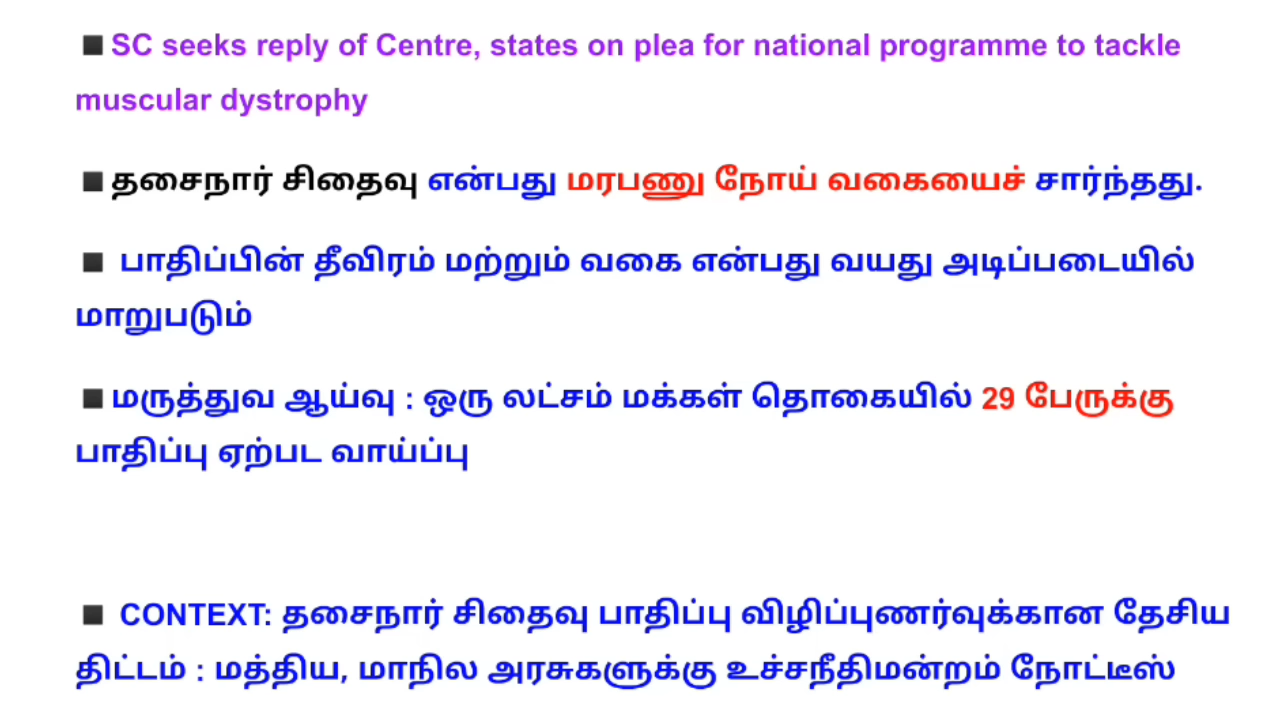 ◾SC seeks reply of Centre, states on plea for national programme to tackle
muscular dystrophy
◾தசைநார் சிதைவு என்பது மரபணு நோய் வகையைச் சார்ந்தது.
◾ பாதிப்பின் தீவிரம் மற்றும் வகை என்பது வயது அடிப்படையில்
மாறுபடும்
◾மருத்துவ ஆய்வு : ஒரு லட்சம் மக்கள் தொகையில் 29 பேருக்கு
பாதிப்பு ஏற்பட வாய்ப்பு
◾ CONTEXT: தசைநார் சிதைவு பாதிப்பு விழிப்புணர்வுக்கான தேசிய
திட்டம் : மத்திய, மாநில அரசுகளுக்கு உச்சநீதிமன்றம் நோட்டீஸ்